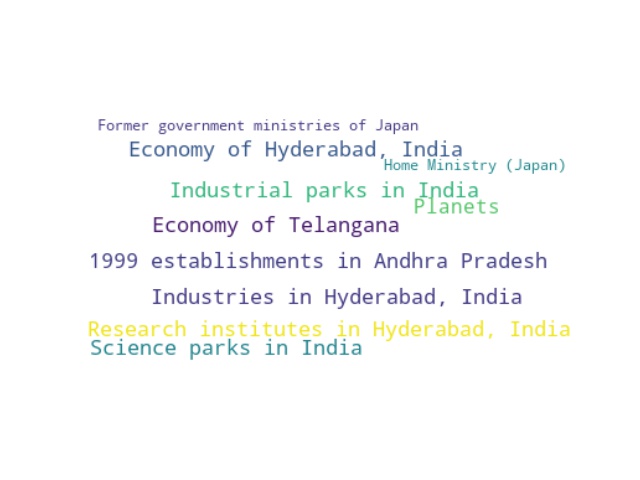 Former government ministries of Japan
Economy of Hyderabad, India
Home Ministry (Japan)
Industrial parks in India
Planets
Economy of Telangana
1999 establishments in Andhra Pradesh
Industries in Hyderabad, India
Research institutes in Hyderabad, India
Science parks in India